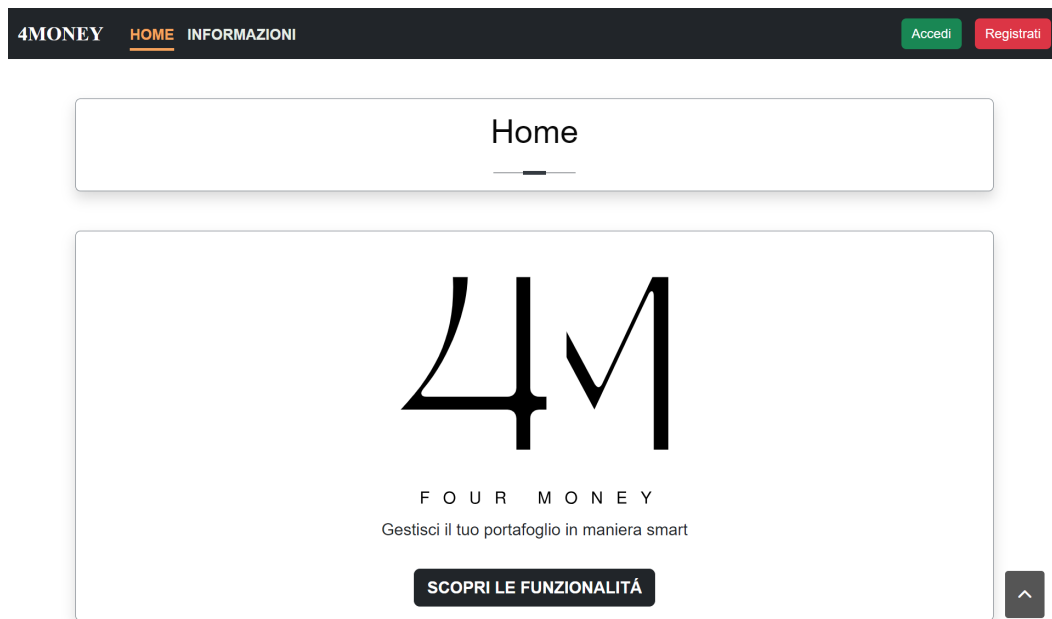 4MONEY HOME INFORMAZIONI Accedi Registrati
Home
4M
FOUR MONEY
Gestisci il tuo portafoglio in maniera smart
SCOPRI LE FUNZIONALITÁ